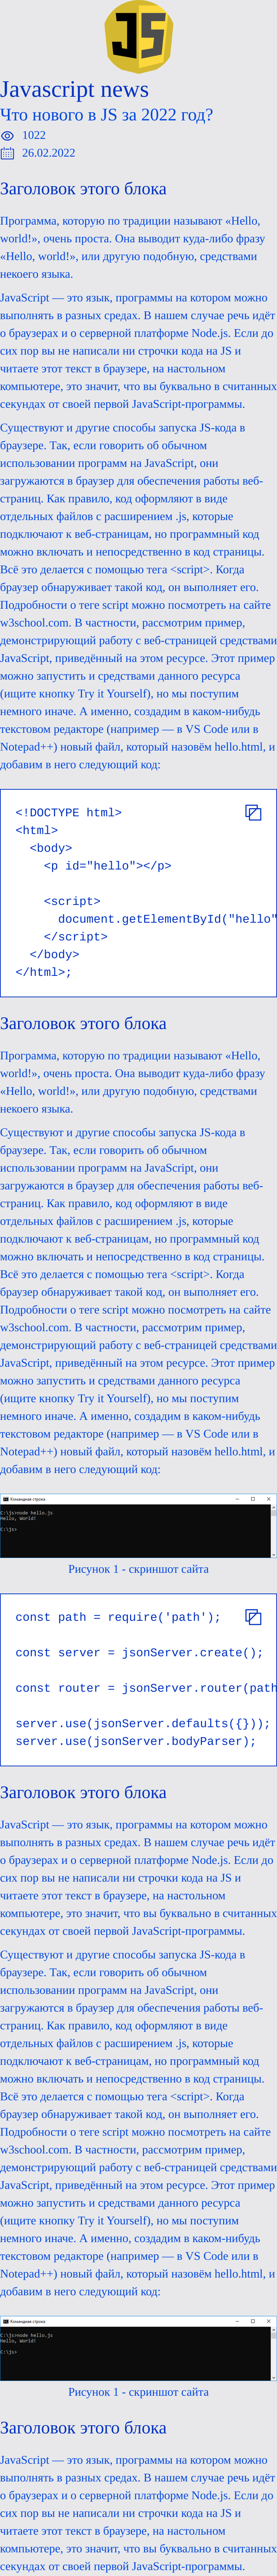 JS
Javascript news
Что нового в JS за 2022 год?
1022
26.02.2022
Заголовок этого блока
Программа, которую по традиции называют «Hello,
world!», очень проста. Она выводит куда-либо фразу
«Hello, world!», или другую подобную, средствами
некоего языка.
JavaScript — это язык, программы на котором можно
выполнять в разных средах. В нашем случае речь идёт
о браузерах и о серверной платформе Node.js. Если до
сих пор вы не написали ни строчки кода на JS и
читаете этот текст в браузере, на настольном
компьютере, это значит, что вы буквально в считанных
секундах от своей первой JavaScript-программы.
Существуют и другие способы запуска JS-кода в
браузере. Так, если говорить об обычном
использовании программ на JavaScript, они
загружаются в браузер для обеспечения работы веб-
страниц. Как правило, код оформляют в виде
отдельных файлов с расширением .js, которые
подключают к веб-страницам, но программный код
можно включать и непосредственно в код страницы.
Всё это делается с помощью тега <script>. Когда
браузер обнаруживает такой код, он выполняет его.
Подробности о теге script можно посмотреть на сайте
w3school.com. В частности, рассмотрим пример,
демонстрирующий работу с веб-страницей средствами
JavaScript, приведённый на этом ресурсе. Этот пример
можно запустить и средствами данного ресурса
(ищите кнопку Try it Yourself), но мы поступим
немного иначе. А именно, создадим в каком-нибудь
текстовом редакторе (например — в VS Code или в
Notepad++) новый файл, который назовём hello.html, и
добавим в него следующий код:
<!DOCTYPE html>
<html>
<body>
<p id="hello"></p>
<script>
document.getElementById("hello"
</script>
</body>
</html>;
Заголовок этого блока
Программа, которую по традиции называют «Hello,
world!», очень проста. Она выводит куда-либо фразу
«Hello, world!», или другую подобную, средствами
некоего языка.
Существуют и другие способы запуска JS-кода в
браузере. Так, если говорить об обычном
использовании программ на JavaScript, они
загружаются в браузер для обеспечения работы веб-
страниц. Как правило, код оформляют в виде
отдельных файлов с расширением .js, которые
подключают к веб-страницам, но программный код
можно включать и непосредственно в код страницы.
Всё это делается с помощью тега <script>. Когда
браузер обнаруживает такой код, он выполняет его.
Подробности о теге script можно посмотреть на сайте
w3school.com. В частности, рассмотрим пример,
демонстрирующий работу с веб-страницей средствами
JavaScript, приведённый на этом ресурсе. Этот пример
можно запустить и средствами данного ресурса
(ищите кнопку Try it Yourself), но мы поступим
немного иначе. А именно, создадим в каком-нибудь
текстовом редакторе (например — в VS Code или в
Notepad++) новый файл, который назовём hello.html, и
добавим в него следующий код:
Командная строка
C:\js>node hello.js
Hello, World!
C:\js>
Рисунок 1 - скриншот сайта
const path = require('path');
const server = jsonServer.create();
const router = jsonServer.router(path
server.use(jsonServer.defaults({}));
server.use(jsonServer.bodyParser);
Заголовок этого блока
JavaScript — это язык, программы на котором можно
выполнять в разных средах. В нашем случае речь идёт
о браузерах и о серверной платформе Node.js. Если до
сих пор вы не написали ни строчки кода на JS и
читаете этот текст в браузере, на настольном
компьютере, это значит, что вы буквально в считанных
секундах от своей первой JavaScript-программы.
Существуют и другие способы запуска JS-кода в
браузере. Так, если говорить об обычном
использовании программ на JavaScript, они
загружаются в браузер для обеспечения работы веб-
страниц. Как правило, код оформляют в виде
отдельных файлов с расширением .js, которые
подключают к веб-страницам, но программный код
можно включать и непосредственно в код страницы.
Всё это делается с помощью тега <script>. Когда
браузер обнаруживает такой код, он выполняет его.
Подробности о теге script можно посмотреть на сайте
w3school.com. В частности, рассмотрим пример,
демонстрирующий работу с веб-страницей средствами
JavaScript, приведённый на этом ресурсе. Этот пример
можно запустить и средствами данного ресурса
(ищите кнопку Try it Yourself), но мы поступим
немного иначе. А именно, создадим в каком-нибудь
текстовом редакторе (например — в VS Code или в
Notepad++) новый файл, который назовём hello.html, и
добавим в него следующий код:
Командная строка
C:\js>node hello.js
Hello, World!
C:\js>
Рисунок 1 - скриншот сайта
Заголовок этого блока
JavaScript — это язык, программы на котором можно
выполнять в разных средах. В нашем случае речь идёт
о браузерах и о серверной платформе Node.js. Если до
сих пор вы не написали ни строчки кода на JS и
читаете этот текст в браузере, на настольном
компьютере, это значит, что вы буквально в считанных
секундах от своей первой JavaScript-программы.